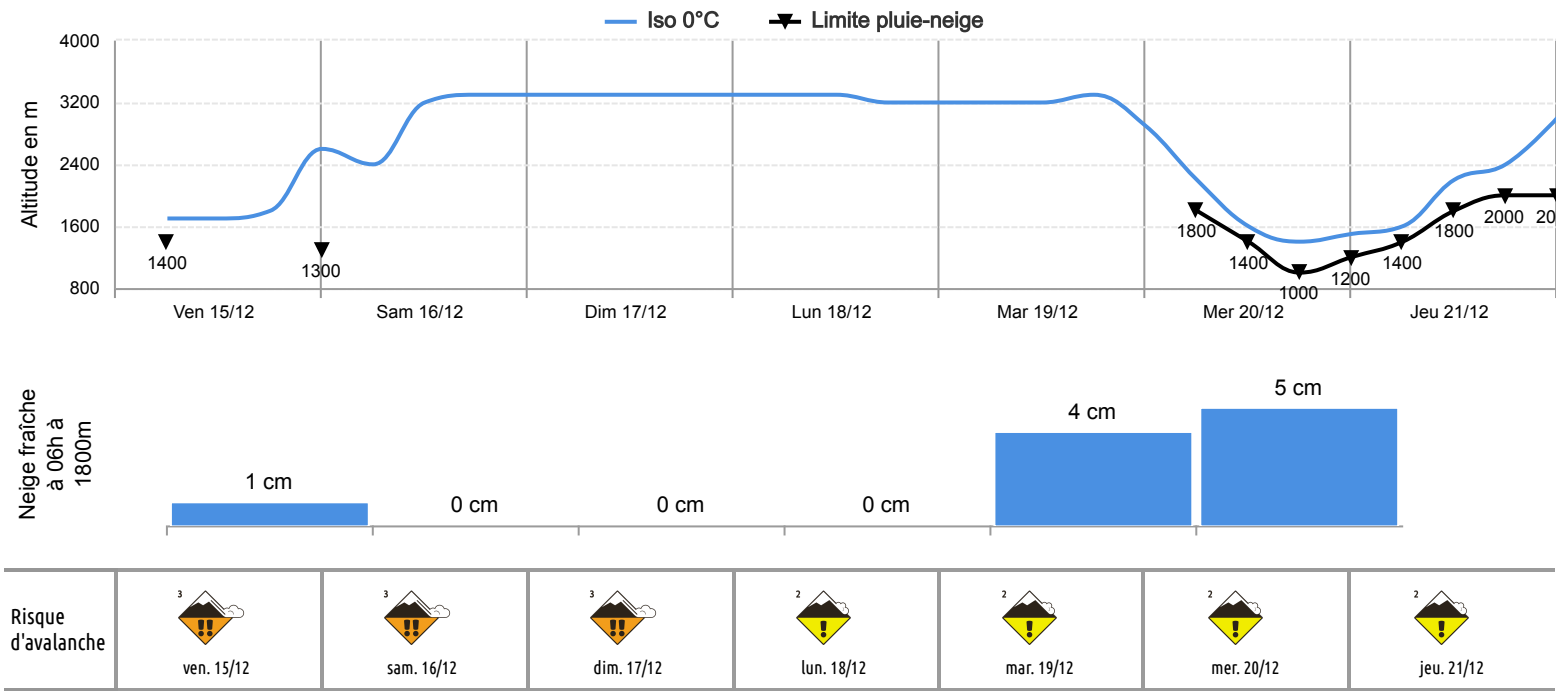 Iso 0°C Limite pluie-neige
Altitude en m
4000
3200
2400
1600
800
1400
1300
1800
1400
1000
1200
1400
1800
2000
20
Ven 15/12 Sam 16/12 Dim 17/12 Lun 18/12 Mar 19/12 Mer 20/12 Jeu 21/12
Neige fraîche
à 06h à
1800m
1 cm
0 cm
0 cm
0 cm
4 cm
5 cm
Risque
d'avalanche
3 3 3 2 2 2 2
!! !! !! ! ! ! !
ven. 15/12 sam. 16/12 dim. 17/12 lun. 18/12 mar. 19/12 mer. 20/12 jeu. 21/12